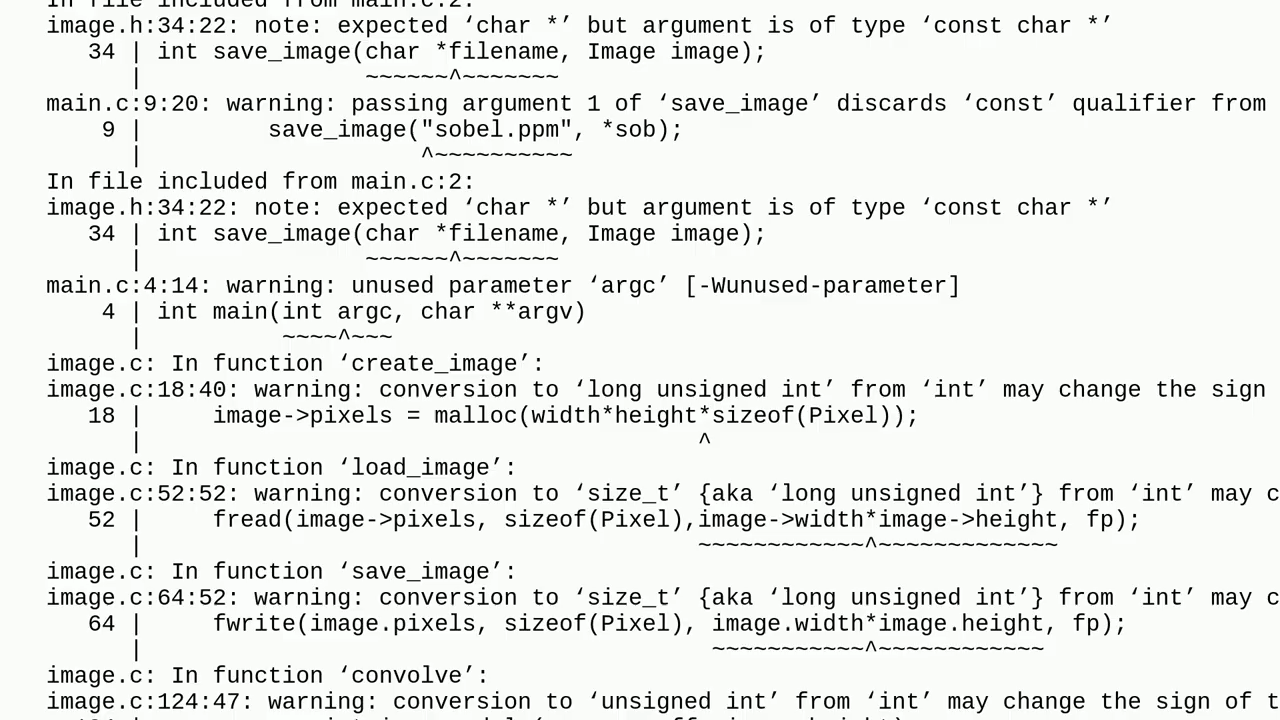 In file included from main.c:2:
image.h:34:22: note: expected ‘char *’ but argument is of type ‘const char *’
   34 | int save_image(char *filename, Image image);
      |                ~~~~~~^~~~~~~~
main.c:9:20: warning: passing argument 1 of ‘save_image’ discards ‘const’ qualifier from
    9 |         save_image("sobel.ppm", *sob);
      |                    ^~~~~~~~~~~
In file included from main.c:2:
image.h:34:22: note: expected ‘char *’ but argument is of type ‘const char *’
   34 | int save_image(char *filename, Image image);
      |                ~~~~~~^~~~~~~~
main.c:4:14: warning: unused parameter ‘argc’ [-Wunused-parameter]
    4 | int main(int argc, char **argv)
      |          ~~~~^~~~
image.c: In function ‘create_image’:
image.c:18:40: warning: conversion to ‘long unsigned int’ from ‘int’ may change the sign
   18 |     image->pixels = malloc(width*height*sizeof(Pixel));
      |                                        ^
image.c: In function ‘load_image’:
image.c:52:52: warning: conversion to ‘size_t’ {aka ‘long unsigned int’} from ‘int’ may c
   52 |     fread(image->pixels, sizeof(Pixel),image->width*image->height, fp);
      |                                        ~~~~~~~~~~~~^~~~~~~~~~~~~~
image.c: In function ‘save_image’:
image.c:64:52: warning: conversion to ‘size_t’ {aka ‘long unsigned int’} from ‘int’ may c
   64 |     fwrite(image.pixels, sizeof(Pixel), image.width*image.height, fp);
      |                                         ~~~~~~~~~~~^~~~~~~~~~~~~
image.c: In function ‘convolve’:
image.c:124:47: warning: conversion to ‘unsigned int’ from ‘int’ may change the sign of t